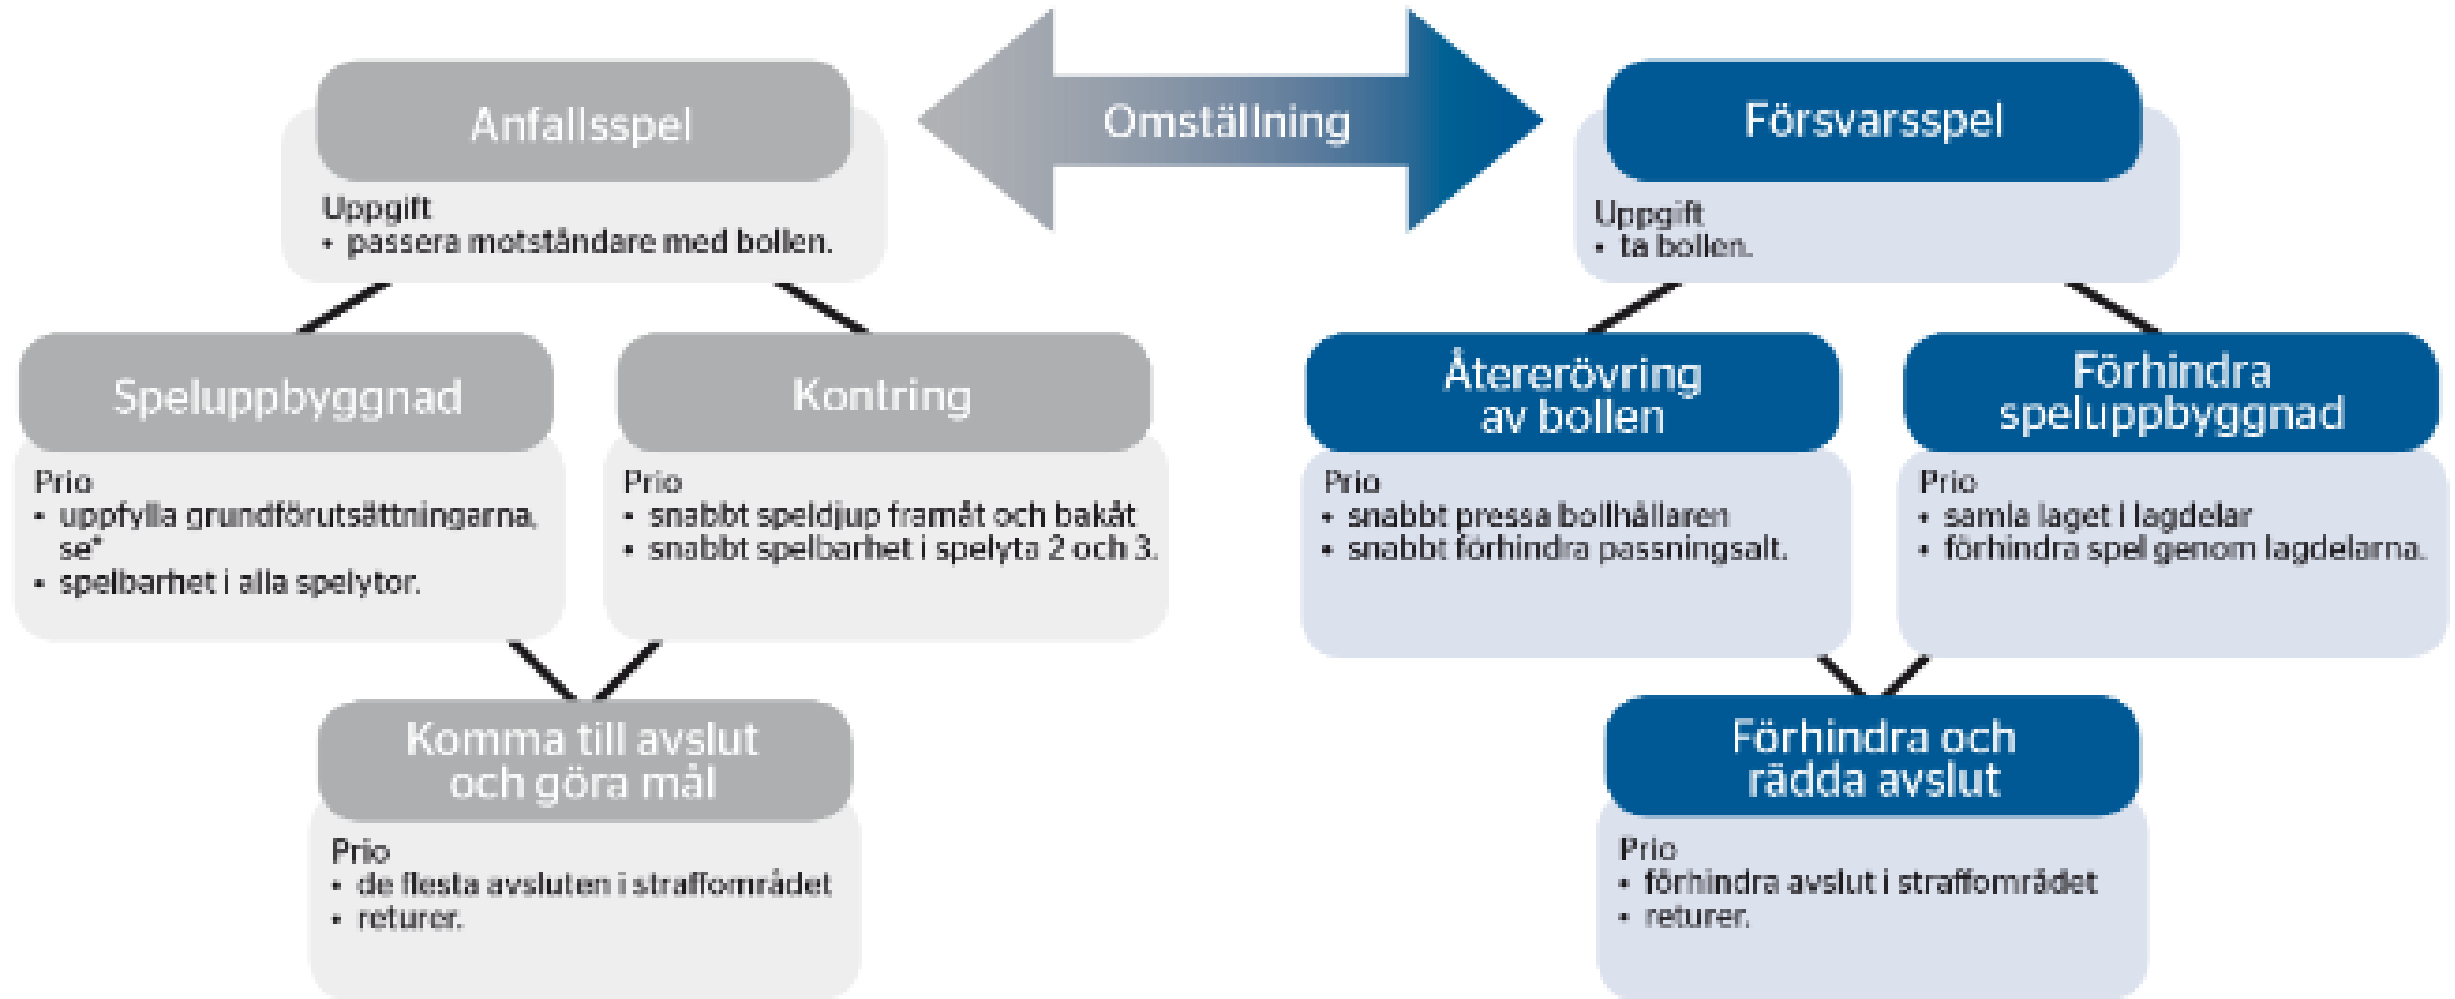 Anfallsspel
Uppgift
• passera motståndare med bollen.
Omställning
Försvarsspel
Uppgift
• ta bollen.
Speluppbyggnad
Prio
• uppfylla grundförutsättningarna,
se*
• spelbarhet i alla spelytor.
Kontring
Prio
• snabbt speldjup framåt och bakåt
• snabbt spelbarhet i spelyta 2 och 3.
Återerövring
av bollen
Prio
• snabbt pressa bollhållaren
• snabbt förhindra passningsalt.
Förhindra
speluppbyggnad
Prio
• samla laget i lagdelar
• förhindra spel genom lagdelarna.
Komma till avslut
och göra mål
Prio
• de flesta avsluten i straffområdet
• returer.
Förhindra och
rädda avslut
Prio
• förhindra avslut i straffområdet
• returer.